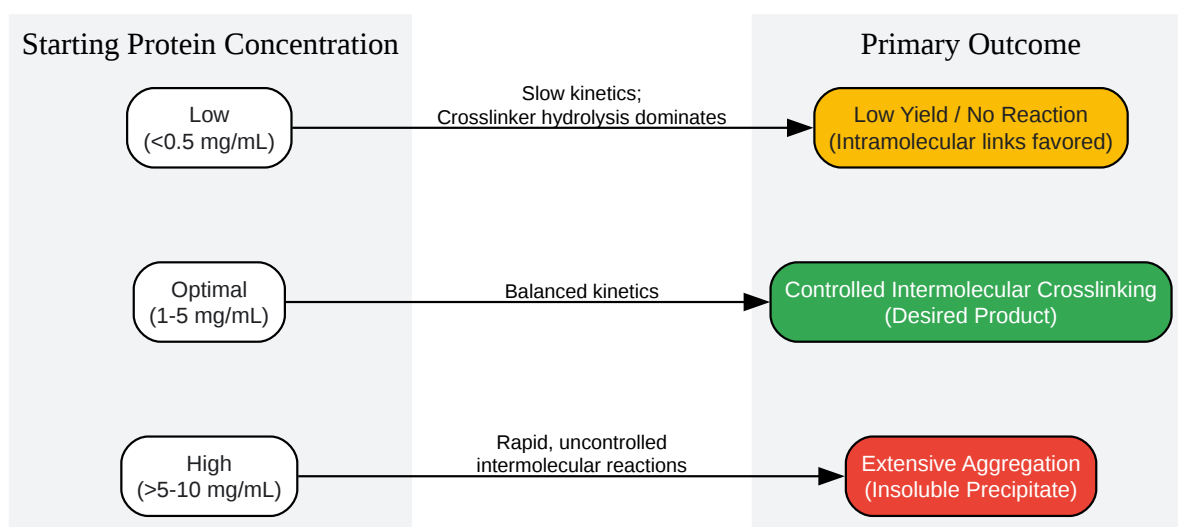 Starting Protein Concentration
Primary Outcome
Low
(<0.5 mg/mL)
Slow kinetics;
Crosslinker hydrolysis dominates
Low Yield / No Reaction
(Intramolecular links favored)
Optimal
(1-5 mg/mL)
Balanced kinetics
Controlled Intermolecular Crosslinking
(Desired Product)
High
(>5-10 mg/mL)
Rapid, uncontrolled
intermolecular reactions
Extensive Aggregation
(Insoluble Precipitate)